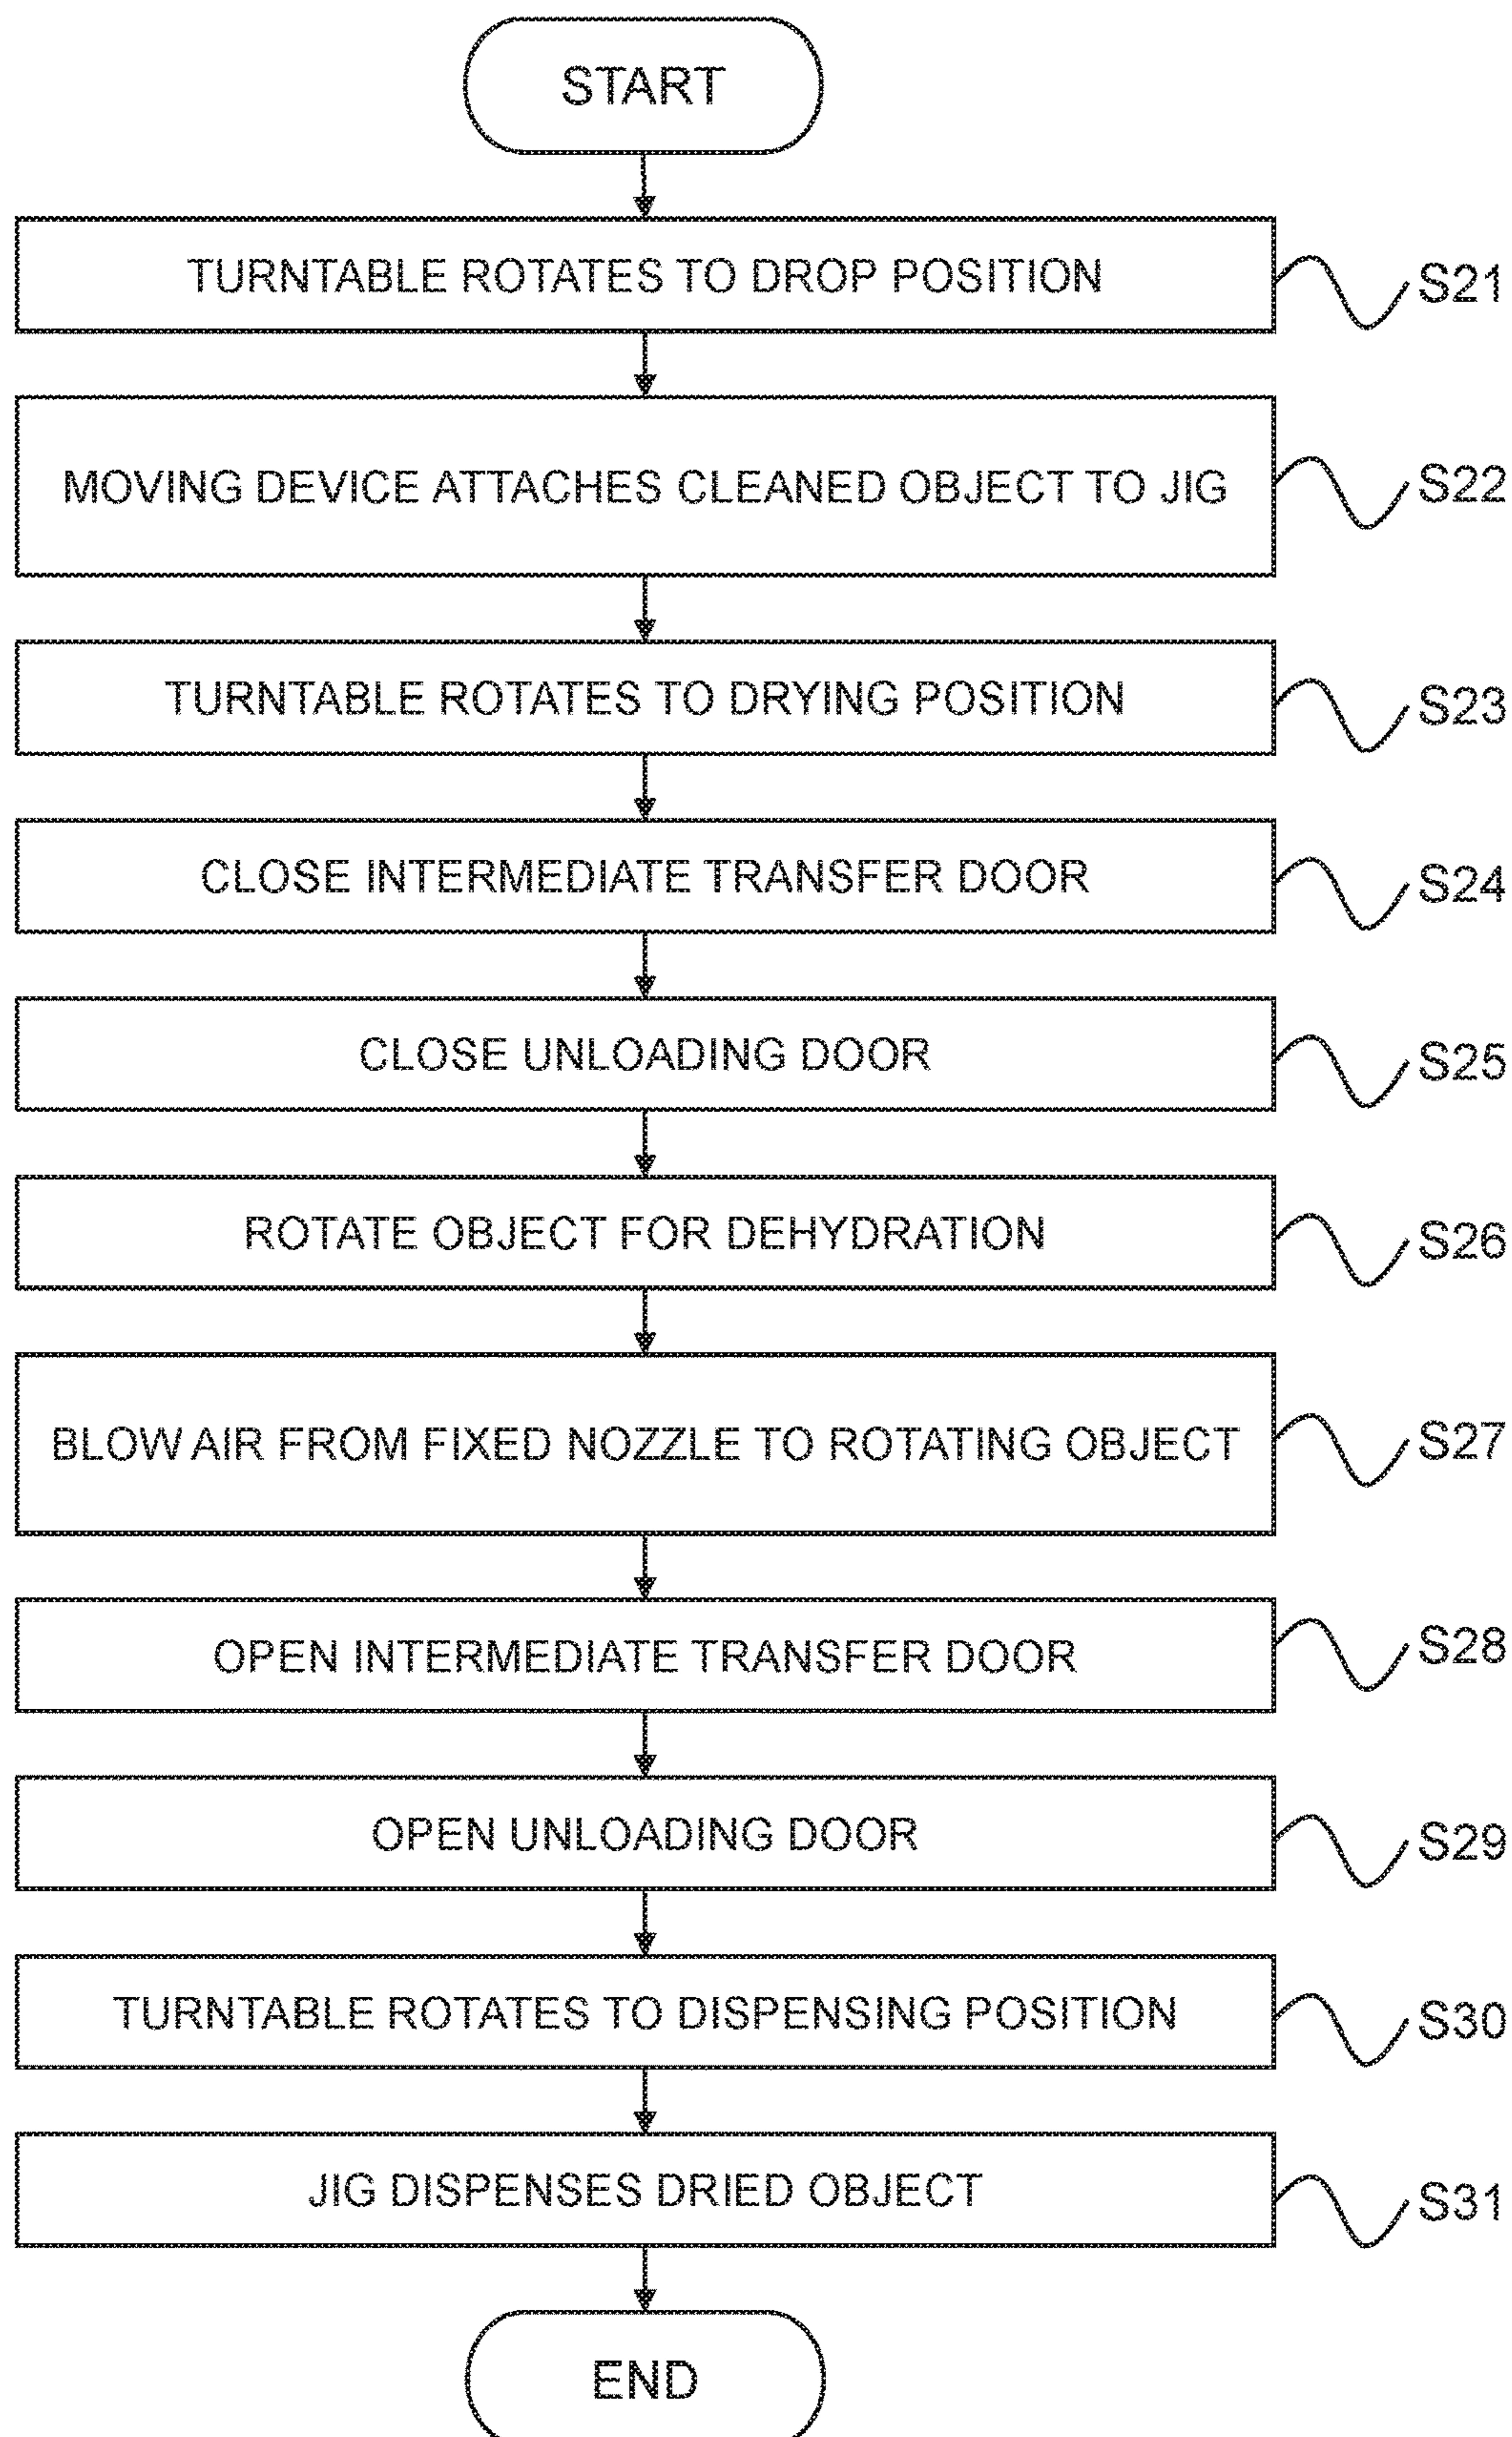 START
TURNTABLE ROTATES TO DROP POSITION
S21
MOVING DEVICE ATTACHES CLEANED OBJECT TO JIG
S22
TURNTABLE ROTATES TO DRYING POSITION
S23
CLOSE INTERMEDIATE TRANSFER DOOR
S24
CLOSE UNLOADING DOOR
S25
ROTATE OBJECT FOR DEHYDRATION
S26
BLOW AIR FROM FIXED NOZZLE TO ROTATING OBJECT
S27
OPEN INTERMEDIATE TRANSFER DOOR
S28
OPEN UNLOADING DOOR
S29
TURNTABLE ROTATES TO DISPENSING POSITION
S30
JIG DISPENSES DRIED OBJECT
S31
END